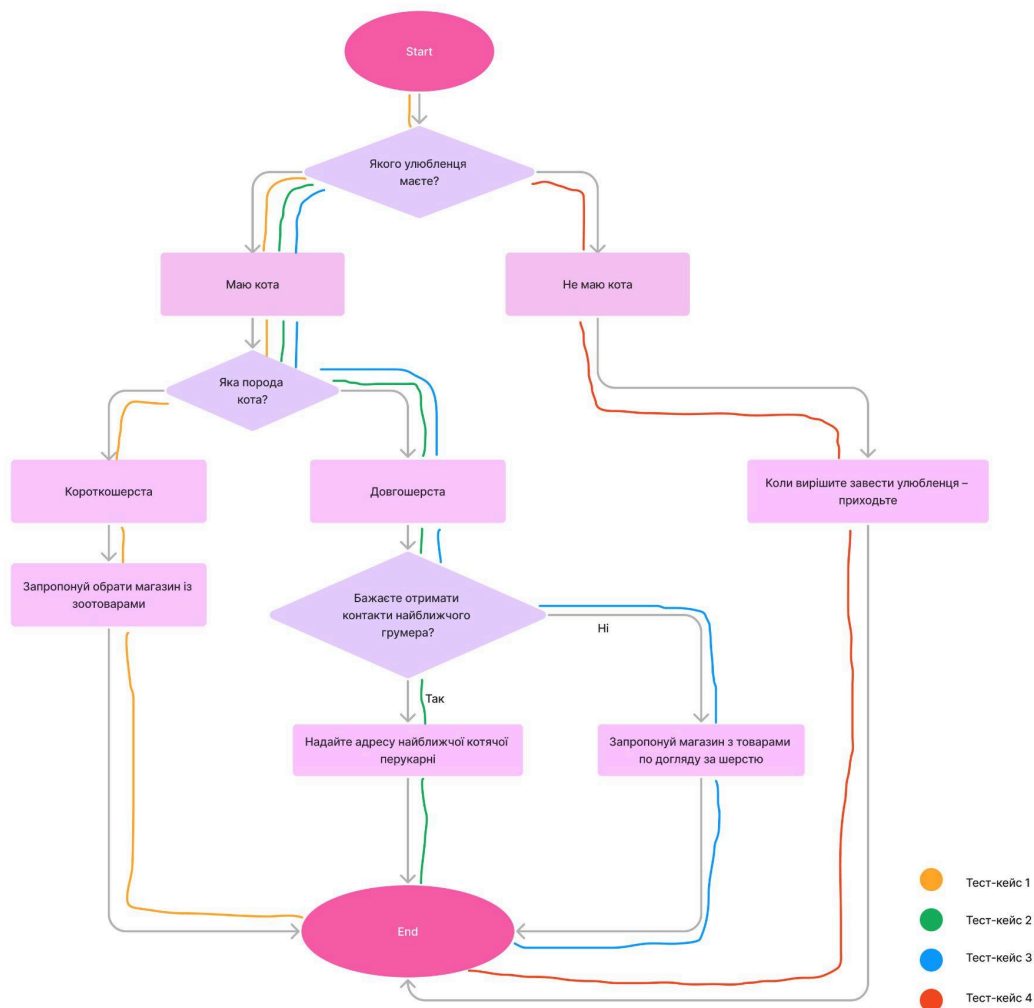 Start
Якого улюбленця
маєте?
Маю кота
Не маю кота
Яка порода
кота?
Короткошерста
Довгошерста
Коли вирішите завести улюбленця –
приходьте
Запропонуй обрати магазин із
зоотоварами
Бажаєте отримати
контакти найближчого
грумера?
Ні
Так
Надайте адресу найближчої котячої
перукарні
Запропонуй магазин з товарами
по догляду за шерстю
End
Тест-кейс 1
Тест-кейс 2
Тест-кейс 3
Тест-кейс 4